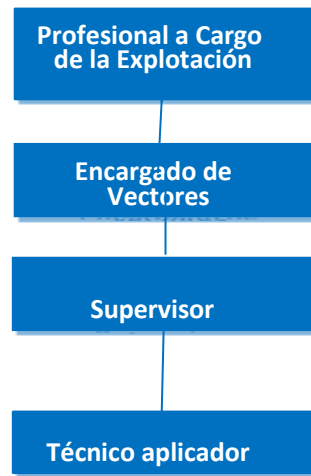 Profesional a Cargo
de la Explotación
Encargado de
Vectores
Supervisor
Técnico aplicador